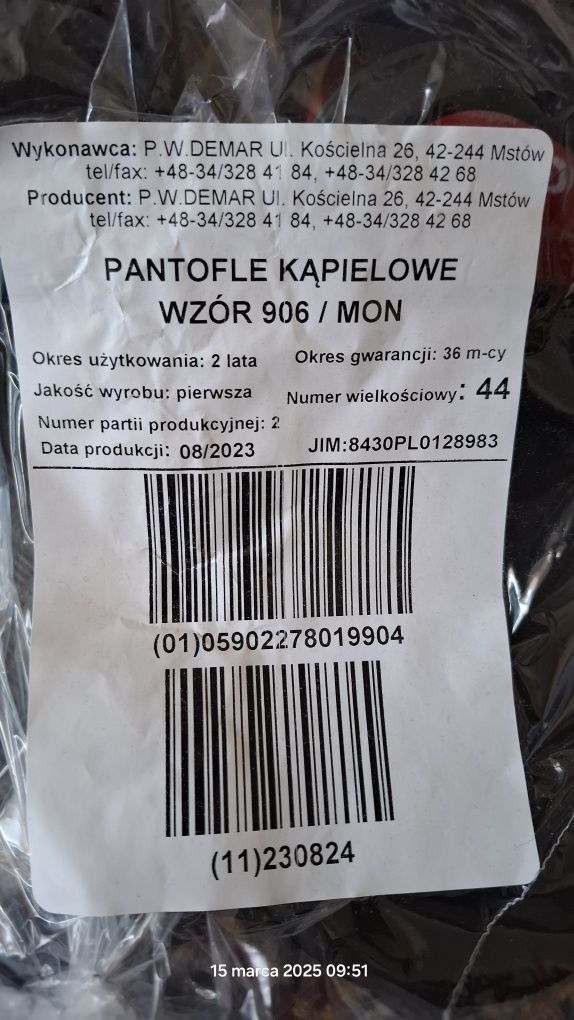 Wykonawca: P.W.DEMAR Ul. Kościelna 26, 42-244 Mstów
tel/fax: +48-34/328 41 84, +48-34/328 42 68
Producent: P.W.DEMAR Ul. Kościelna 26, 42-244 Mstów
tel/fax: +48-34/328 41 84, +48-34/328 42 68
PANTOFLE KĄPIELOWE
WZÓR 906 / MON
Okres użytkowania: 2 lata Okres gwarancji: 36 m-cy
Jakość wyrobu: pierwsza Numer wielkościowy: 44
Numer partii produkcyjnej: 2
Data produkcji: 08/2023 JIM:8430PL0128983
(01)05902278019904
(11)230824
15 marca 2025 09:51